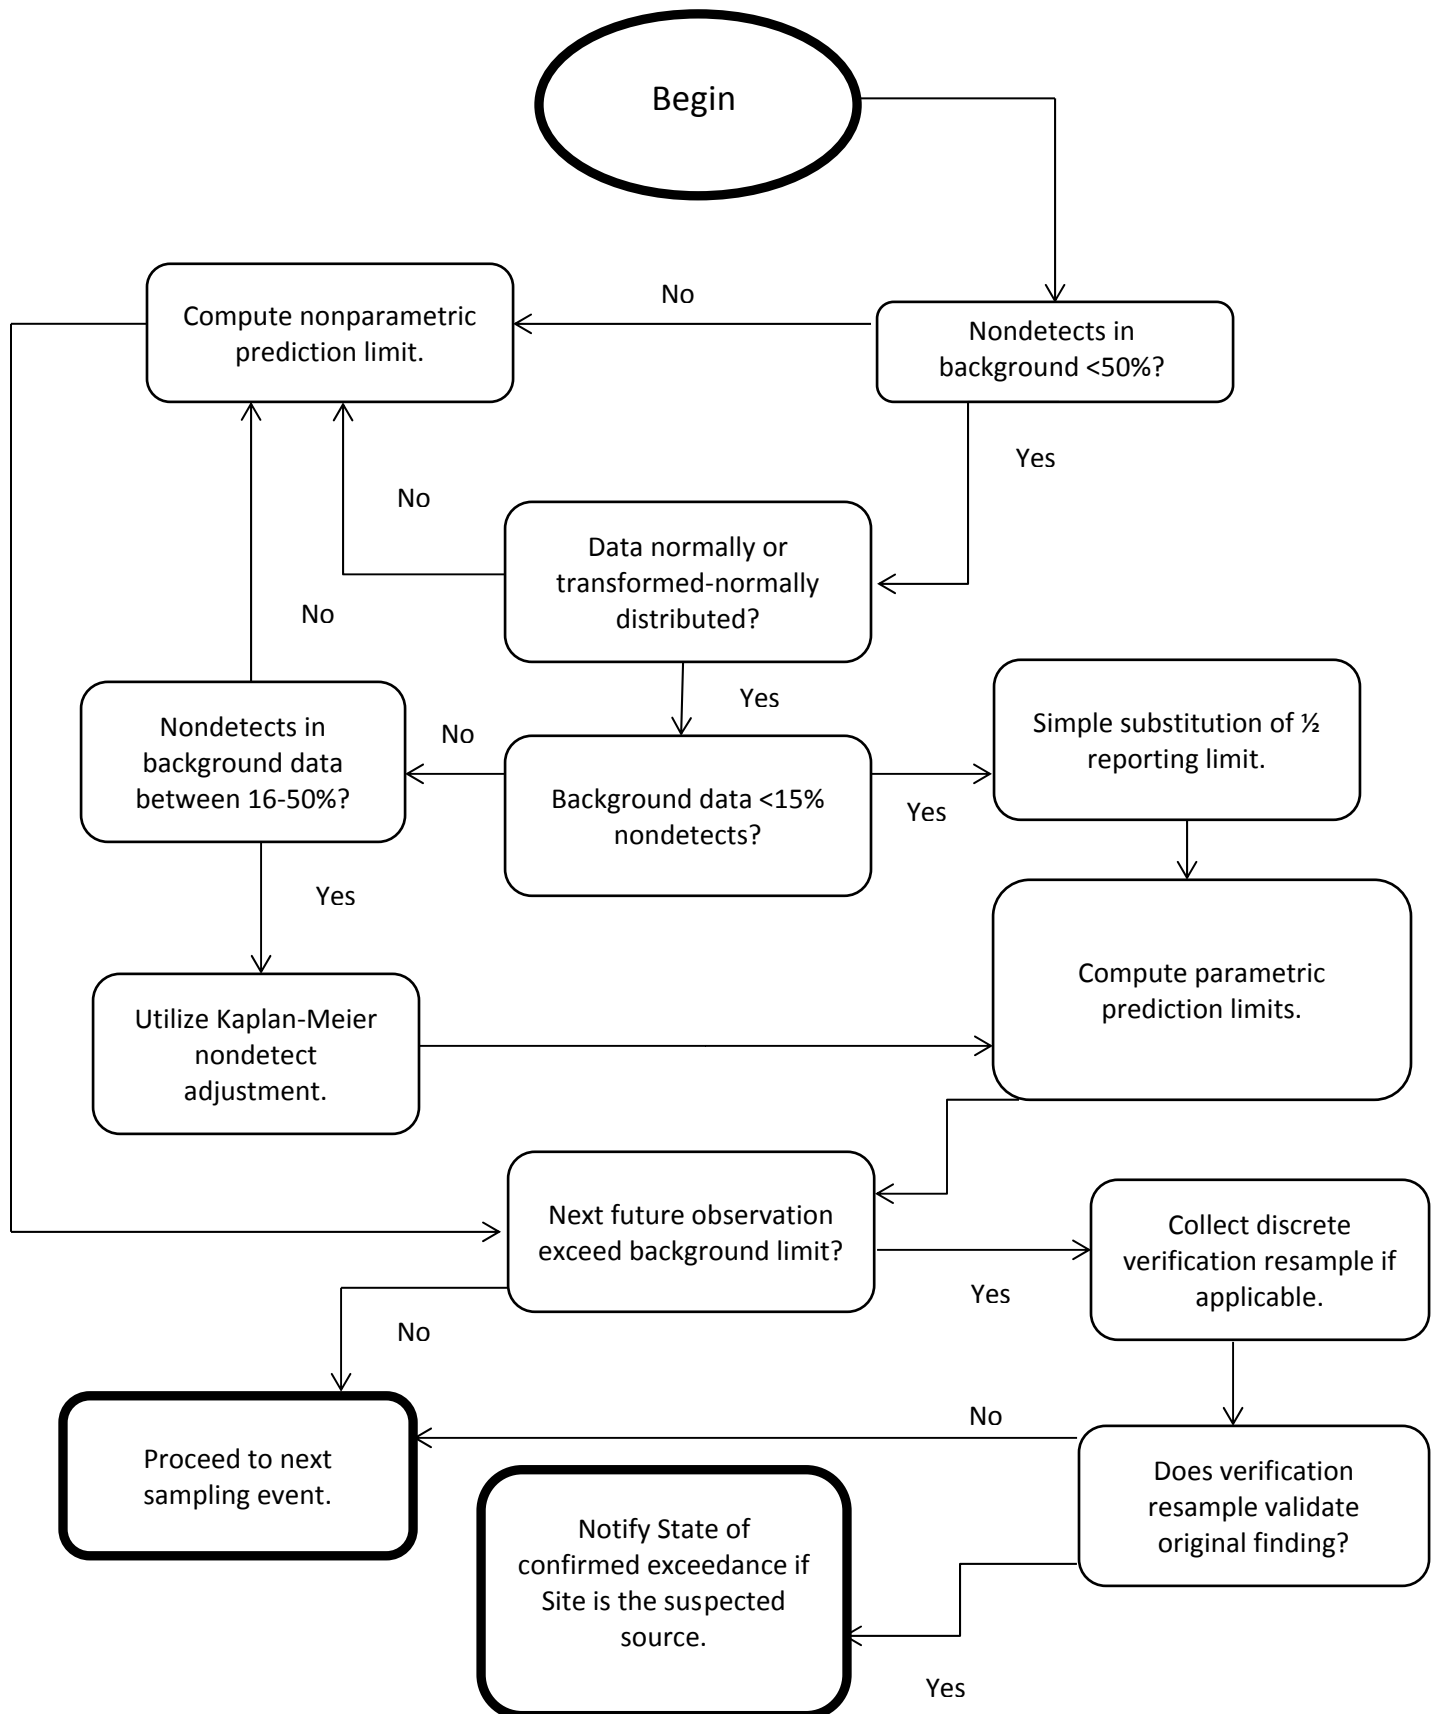 Begin
No
Compute nonparametric
prediction limit.
Nondetects in
background <50%?
Yes
No
Data normally or
transformed-normally
distributed?
No
Yes
Nondetects in
background data
between 16-50%?
No
Background data <15%
nondetects?
Yes
Simple substitution of ½
reporting limit.
Yes
Compute parametric
prediction limits.
Utilize Kaplan-Meier
nondetect
adjustment.
Next future observation
exceed background limit?
Yes
Collect discrete
verification resample if
applicable.
No
No
Proceed to next
sampling event.
Does verification
resample validate
original finding?
Notify State of
confirmed exceedance if
Site is the suspected
source.
Yes